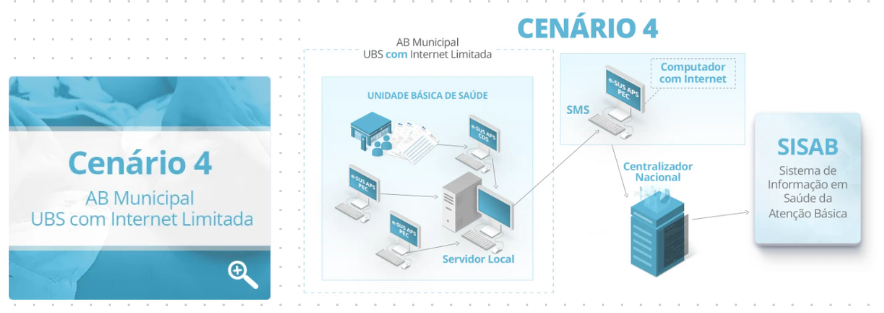 Cenário 4
AB Municipal
UBS com Internet Limitada
CENÁRIO 4
AB Municipal
UBS com Internet Limitada
UNIDADE BÁSICA DE SAÚDE
e-SUS APS
CDS
e-SUS APS
PEC
e-SUS APS
PEC
Servidor Local
SMS
e-SUS APS
PEC
Computador
com Internet
Centralizador
Nacional
SISAB
Sistema de
Informação em
Saúde da
Atenção Básica